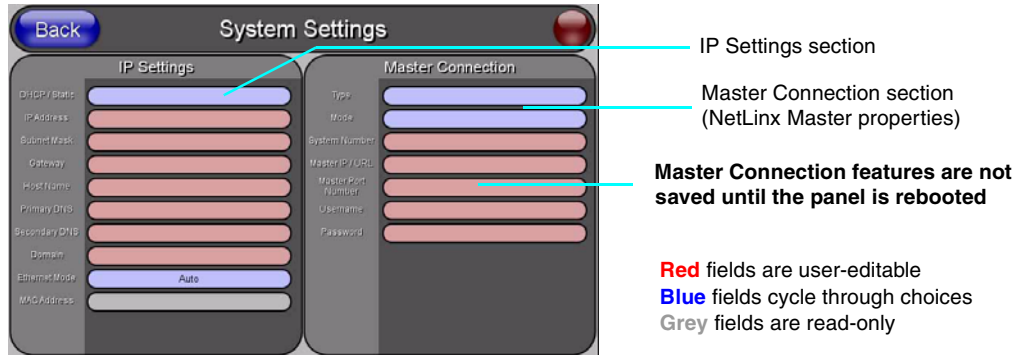 Back
System Settings
IP Settings
DHCP / Static
IP Address
Subnet Mask
Gateway
Host Name
Primary DNS
Secondary DNS
Domain
Ethernet Mode
Auto
MAC Address
Master Connection
Type
Mode
System Number
Master IP / URL
Master Port
Number
Username
Password
IP Settings section
Master Connection section
(NetLinx Master properties)
Master Connection features are not
saved until the panel is rebooted
Red fields are user-editable
Blue fields cycle through choices
Grey fields are read-only